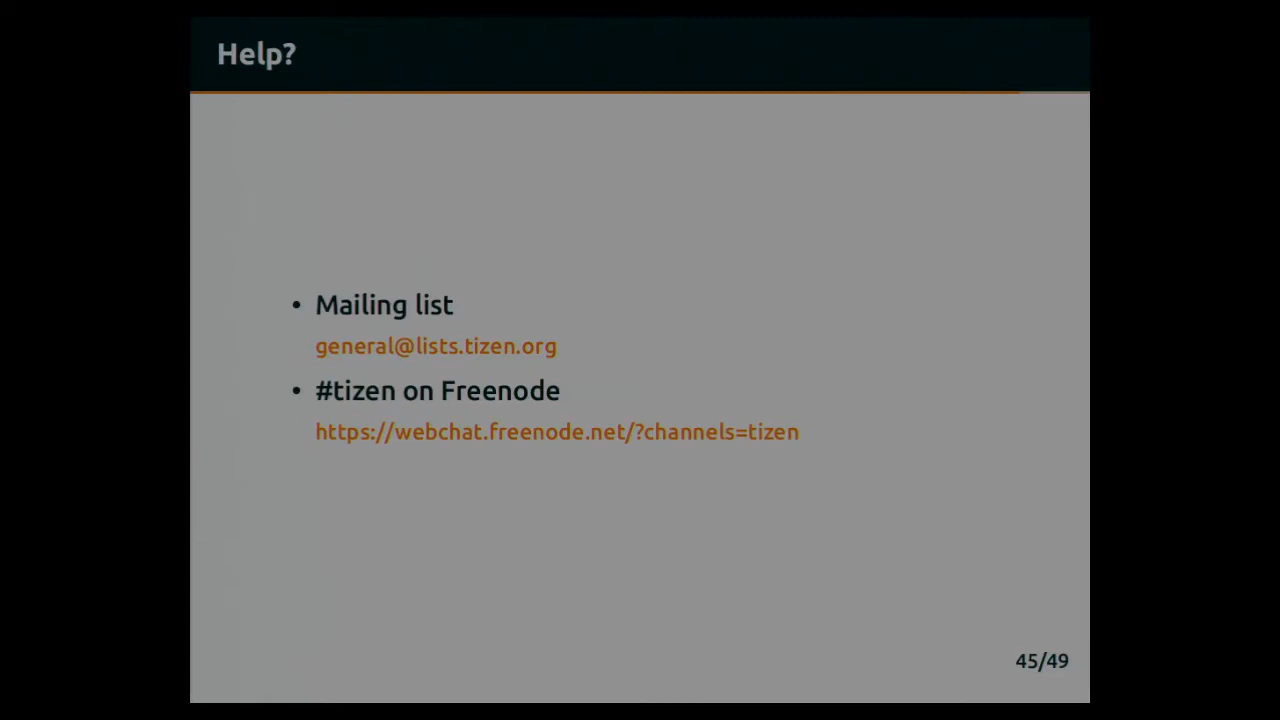 Help?
• Mailing list
general@lists.tizen.org
• #tizen on Freenode
https://webchat.freenode.net/?channels=tizen
45/49